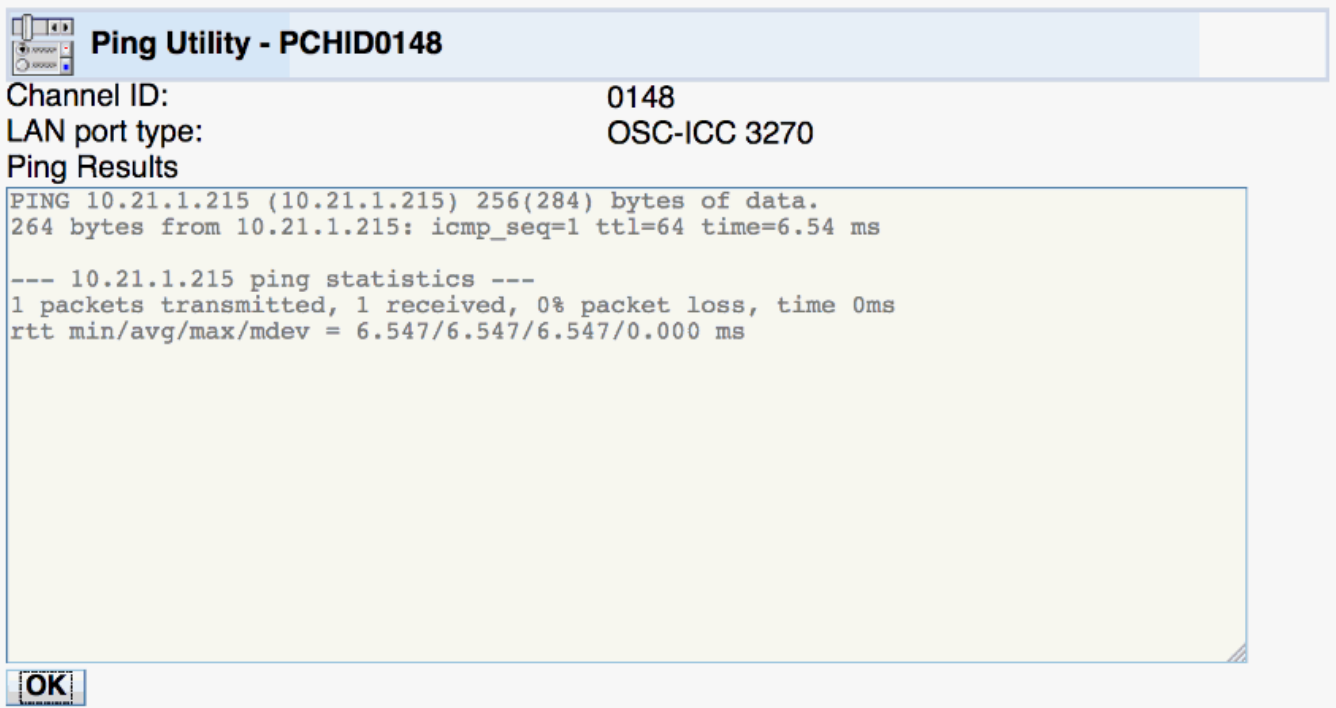 Ping Utility - PCHID0148
Channel ID: 0148
LAN port type: OSC-ICC 3270
Ping Results
PING 10.21.1.215 (10.21.1.215) 256(284) bytes of data.
264 bytes from 10.21.1.215: icmp_seq=1 ttl=64 time=6.54 ms
--- 10.21.1.215 ping statistics ---
1 packets transmitted, 1 received, 0% packet loss, time 0ms
rtt min/avg/max/mdev = 6.547/6.547/6.547/0.000 ms
OK